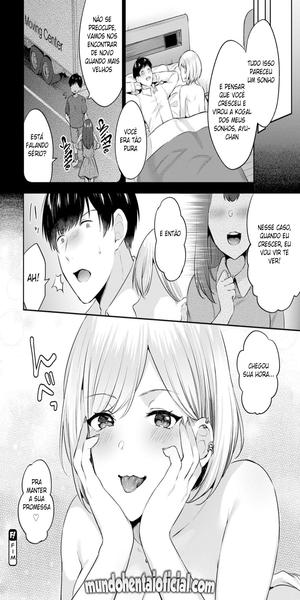 TUDO ISSO
PARECEU UM
SONHO
E PENSAR
QUE VOCÊ
CRESCEU E
VIROU A KOGAL
DOS MEUS
SONHOS, AYU-
CHAN
VOCÊ ERA
TÃO
PURA
Moving Center
NÃO SE
PREOCUPE,
VAMOS NOS
ENCONTRAR
DE NOVO
QUANDO MAIS
VELHOS
ESTÁ
FALANDO
SÉRIO?
NESSE CASO,
QUANDO EU
CRESCER, EU
VOU VIR TE
VER!
E ENTÃO
AH!
CHEGOU
SUA HORA...
PRA
MANTER
A SUA
PROMESSA
♡
FIM
mundohentaioficial.com